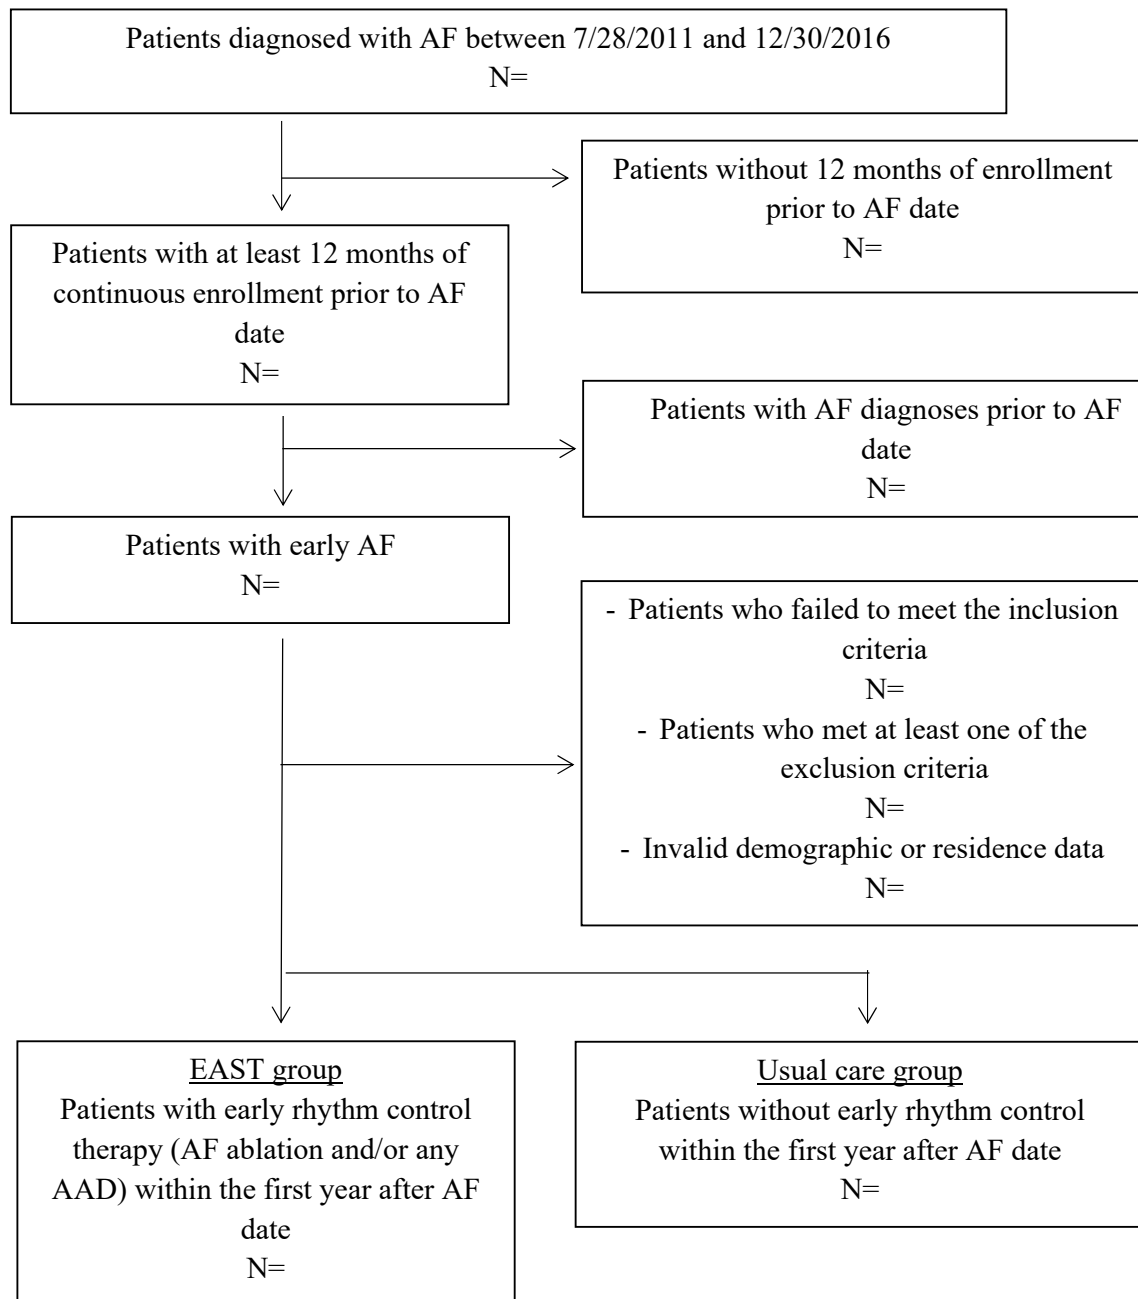 Patients diagnosed with AF between 7/28/2011 and 12/30/2016
N=
Patients without 12 months of enrollment
prior to AF date
N=
Patients with at least 12 months of
continuous enrollment prior to AF
date
N=
Patients with AF diagnoses prior to AF
date
N=
Patients with early AF
N=
- Patients who failed to meet the inclusion
criteria
N=
- Patients who met at least one of the
exclusion criteria
N=
- Invalid demographic or residence data
N=
EAST group
Patients with early rhythm control
therapy (AF ablation and/or any
AAD) within the first year after AF
date
N=
Usual care group
Patients without early rhythm control
within the first year after AF date
N=